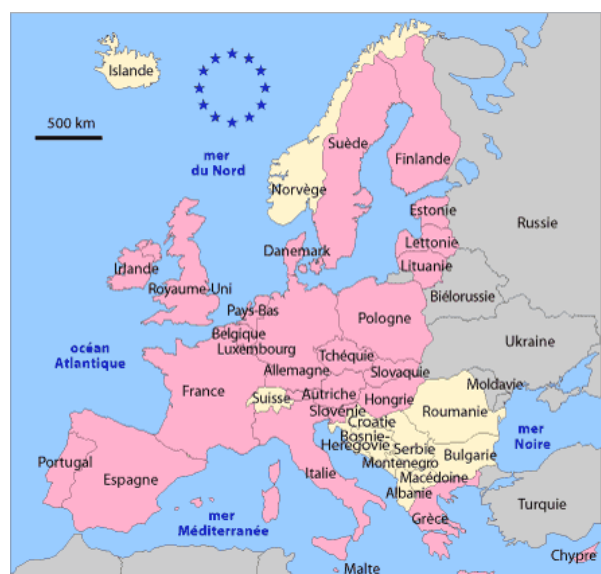 Islande
500 km
mer
du Nord
Suède
Finlande
Norvège
Estonie
Russie
Danemark
Lettonie
Lituanie
Irlande
Royaume-Uni
Biélorussie
Pays-Bas
Pologne
Belgique
Ukraine
océan
Atlantique
Luxembourg
Tchéquie
Allemagne
Slovaquie
Moldavie
France
Suisse
Autriche
Hongrie
Roumanie
Slovénie
Croatie
mer
Noire
Bosnie-
Heregovie
Serbie
Bulgarie
Portugal
Espagne
Italie
Montenegro
Macédoine
Albanie
Turquie
mer
Méditerranée
Grèce
Chypre
Malte